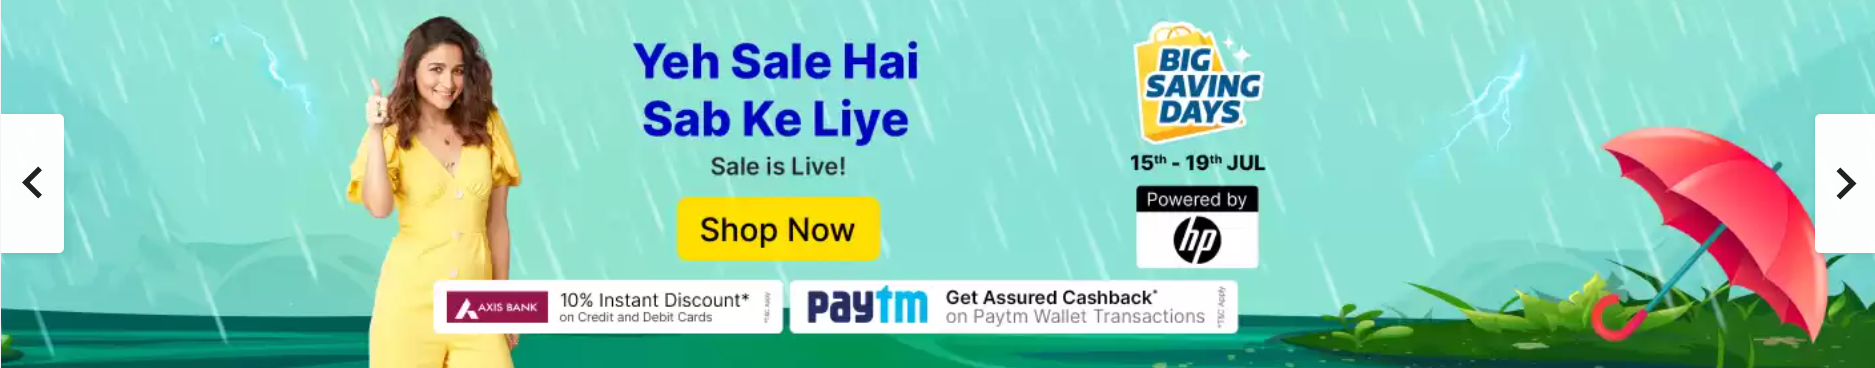 Yeh Sale Hai
Sab Ke Liye
Sale is Live!
Shop Now
BIG
SAVING
DAYS
15th - 19th JUL
Powered by
hp
AXIS BANK
10% Instant Discount*
on Credit and Debit Cards
*T&C Apply
paytm
Get Assured Cashback*
on Paytm Wallet Transactions
*T&C Apply